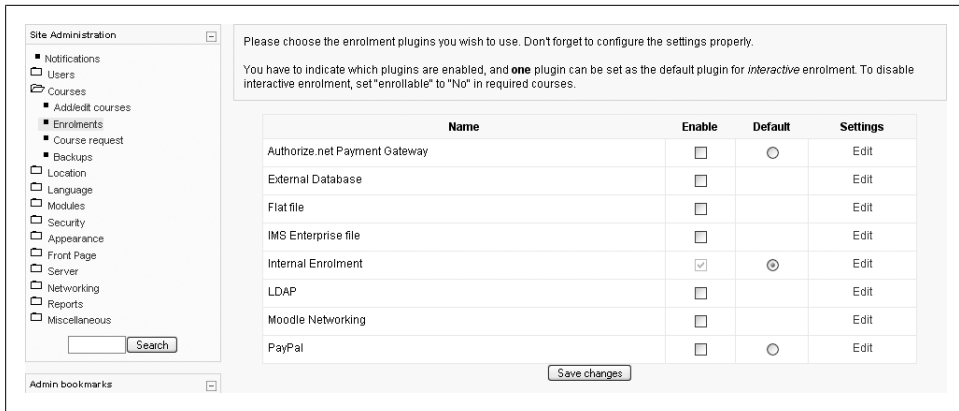 Site Administration
Notifications
Users
Courses
Add/edit courses
Enrolments
Course request
Backups
Location
Language
Modules
Security
Appearance
Front Page
Server
Networking
Reports
Miscellaneous
Search
Admin bookmarks
Please choose the enrolment plugins you wish to use. Don't forget to configure the settings properly.
You have to indicate which plugins are enabled, and one plugin can be set as the default plugin for interactive enrolment. To disable
interactive enrolment, set "enrollable" to "No" in required courses.
Name Enable Default Settings
Authorize.net Payment Gateway Edit
External Database Edit
Flat file Edit
IMS Enterprise file Edit
Internal Enrolment Edit
LDAP Edit
Moodle Networking Edit
PayPal Edit
Save changes